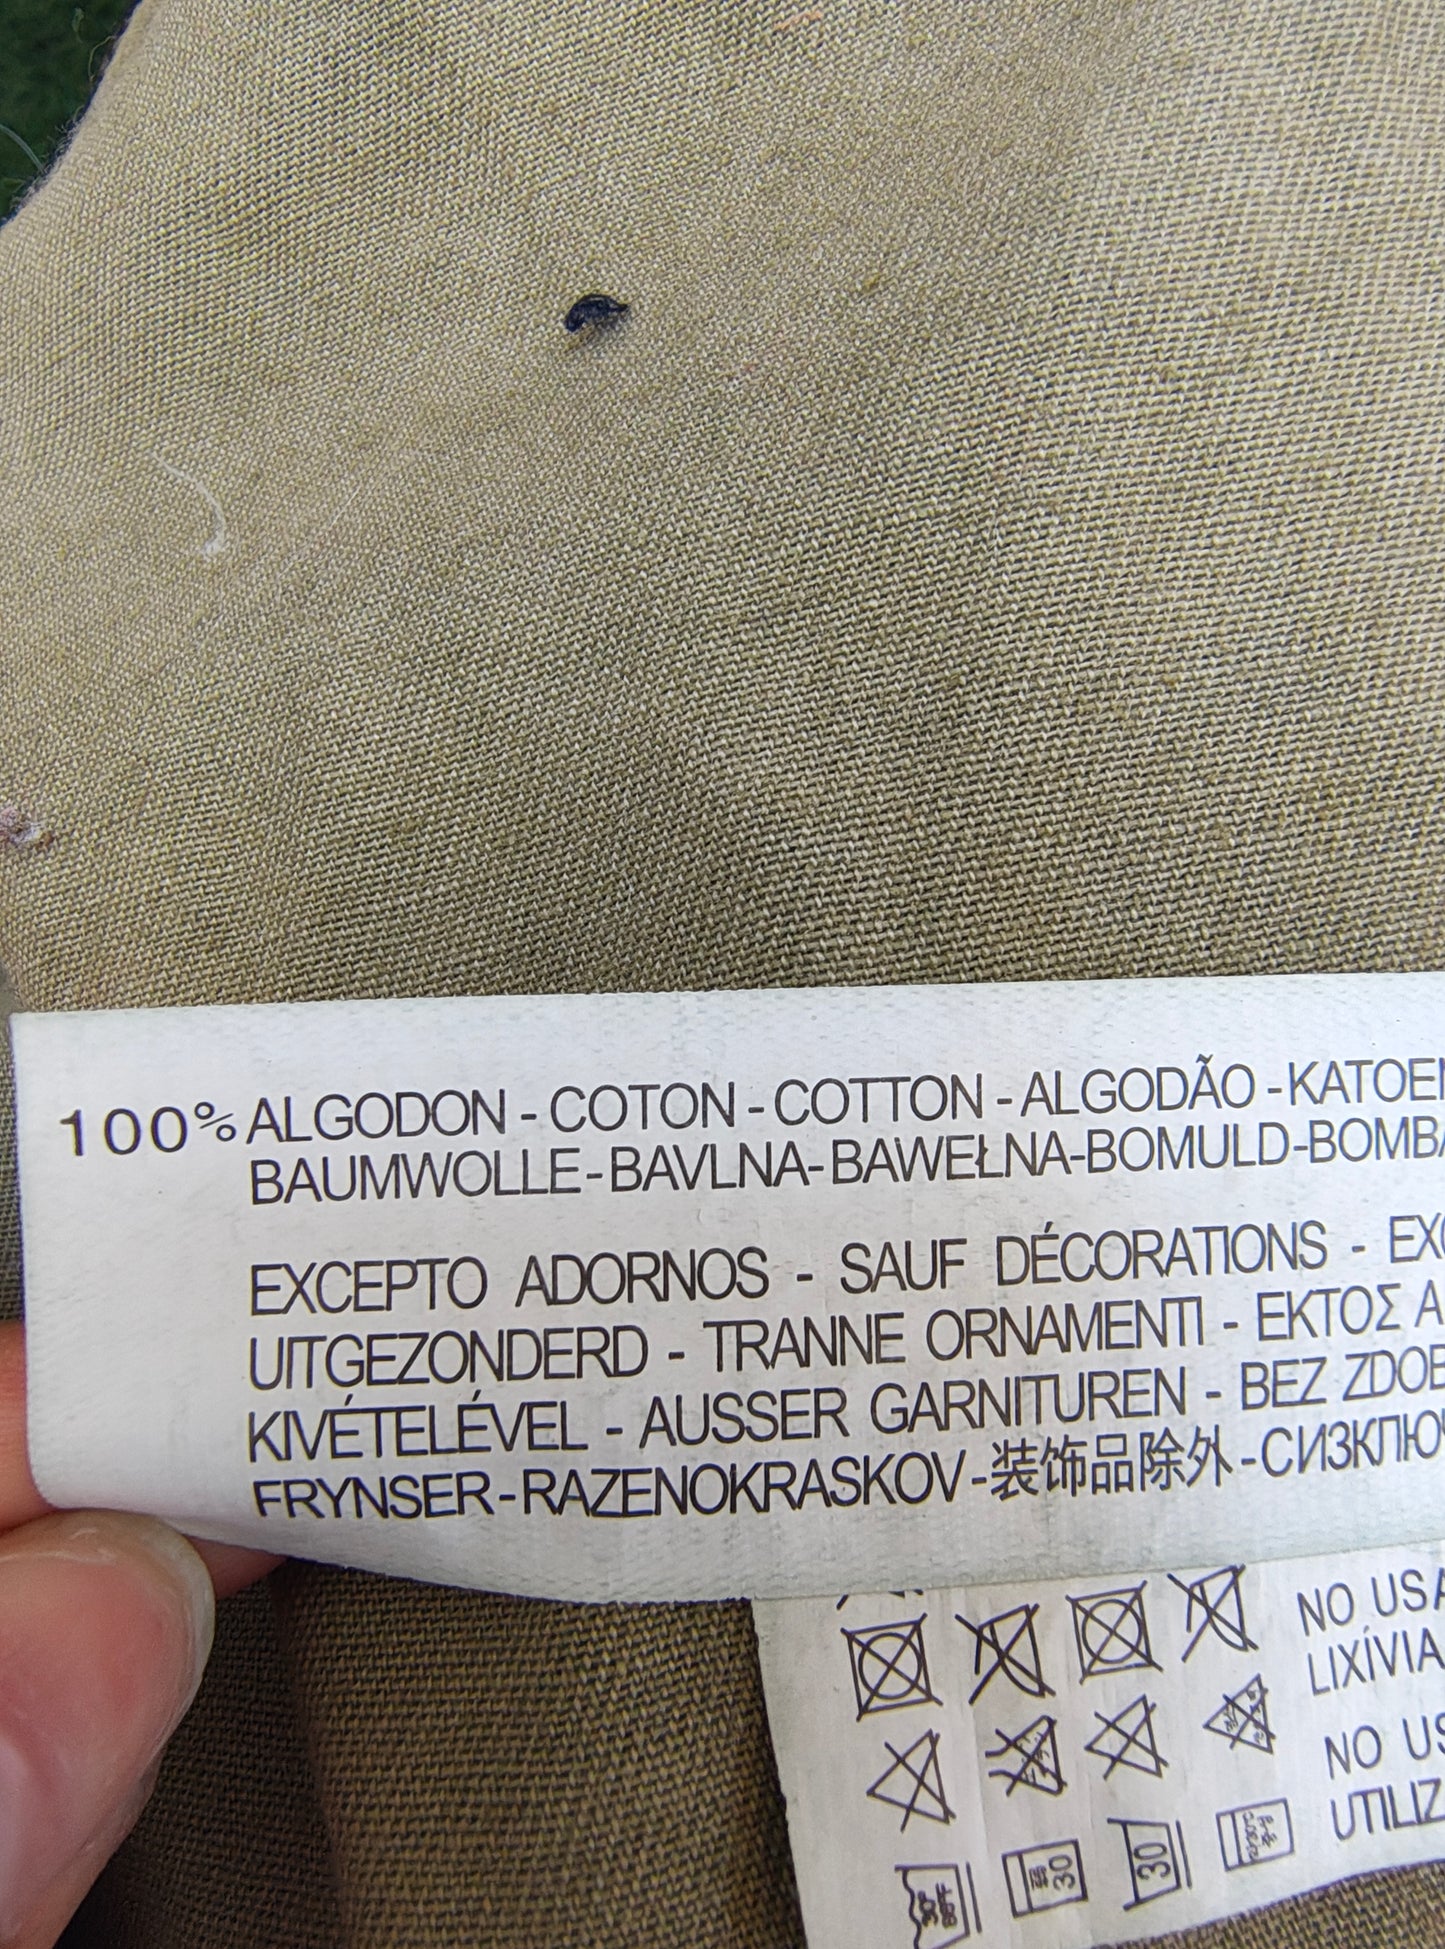 100% ALGODON - COTON - COTTON - ALGODÃO - KATOEN
BAUMWOLLE-BAVLNA-BAWEŁNA-BOMULD-BOMBA
EXCEPTO ADORNOS - SAUF DÉCORATIONS - EXC
UITGEZONDERD - TRANNE ORNAMENTI - ΕΚΤΟΣ Α
KIVÉTELÉVEL - AUSSER GARNITUREN - BEZ ZDOB
FRYNSER-RAZENOKRASKOV-装饰品除外-СИЗКЛЮЧ
NO USA
LIXÍVIA
NO US
UTILIZ
30
30